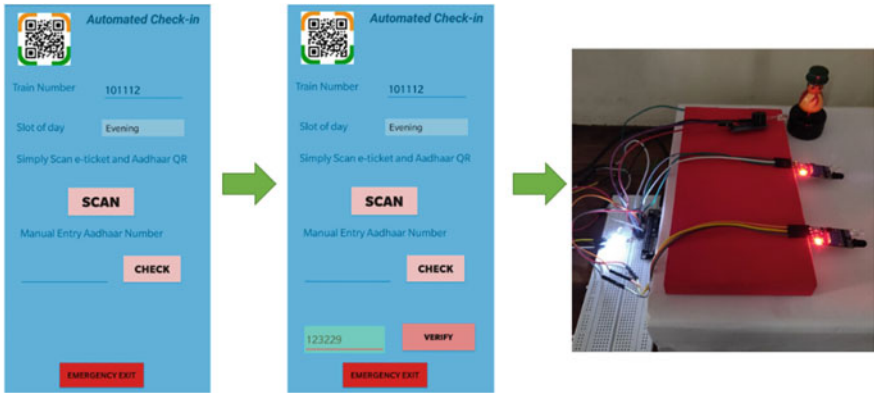 Automated Check-in
Train Number 101112
Slot of day Evening
Simply Scan e-ticket and Aadhaar QR
SCAN
Manual Entry Aadhaar Number
CHECK
EMERGENCY EXIT
Automated Check-in
Train Number 101112
Slot of day Evening
Simply Scan e-ticket and Aadhaar QR
SCAN
Manual Entry Aadhaar Number
CHECK
123229 VERIFY
EMERGENCY EXIT